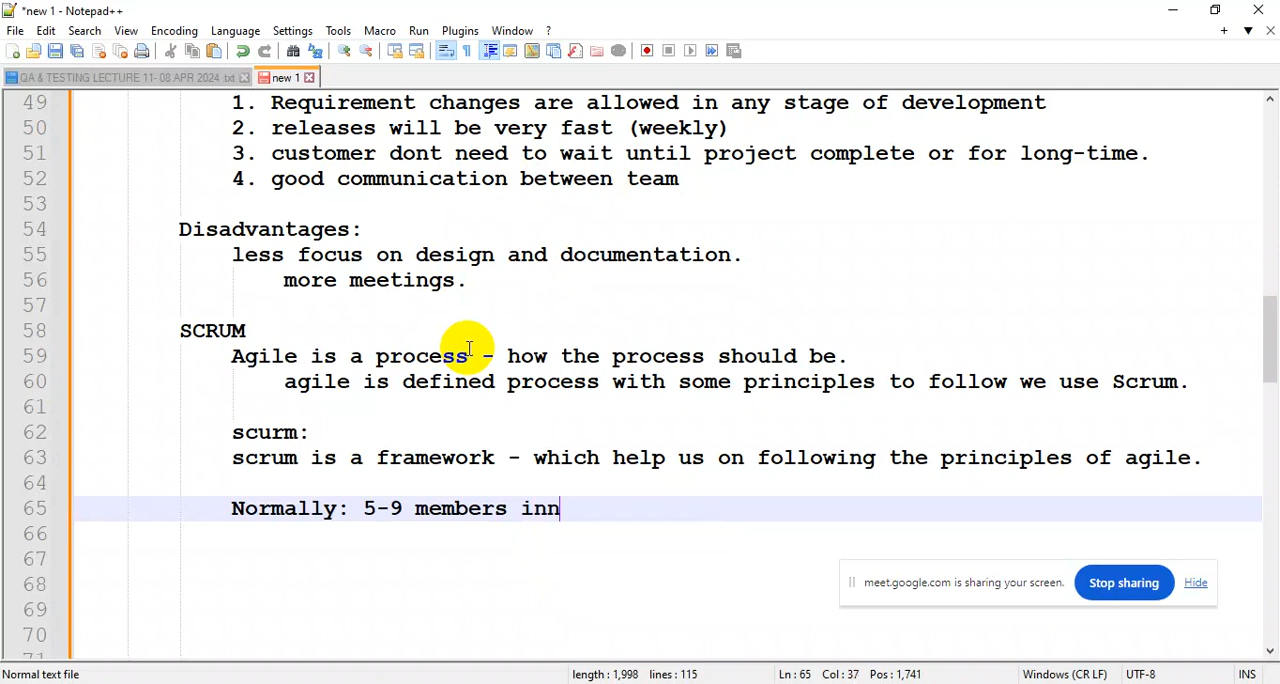 *new 1 - Notepad++
File Edit Search View Encoding Language Settings Tools Macro Run Plugins Window ?
QA & TESTING LECTURE 11- 08 APR 2024 .txt new 1
49 1. Requirement changes are allowed in any stage of development
50 2. releases will be very fast (weekly)
51 3. customer dont need to wait until project complete or for long-time.
52 4. good communication between team
53
54 Disadvantages:
55 less focus on design and documentation.
56 more meetings.
57
58 SCRUM
59 Agile is a process - how the process should be.
60 agile is defined process with some principles to follow we use Scrum.
61
62 scurm:
63 scrum is a framework - which help us on following the principles of agile.
64
65 Normally: 5-9 members inn
66
67
68
69
70
71
meet.google.com is sharing your screen. Stop sharing Hide
Normal text file length : 1,998 lines : 115 Ln : 65 Col : 37 Pos : 1,741 Windows (CR LF) UTF-8 INS